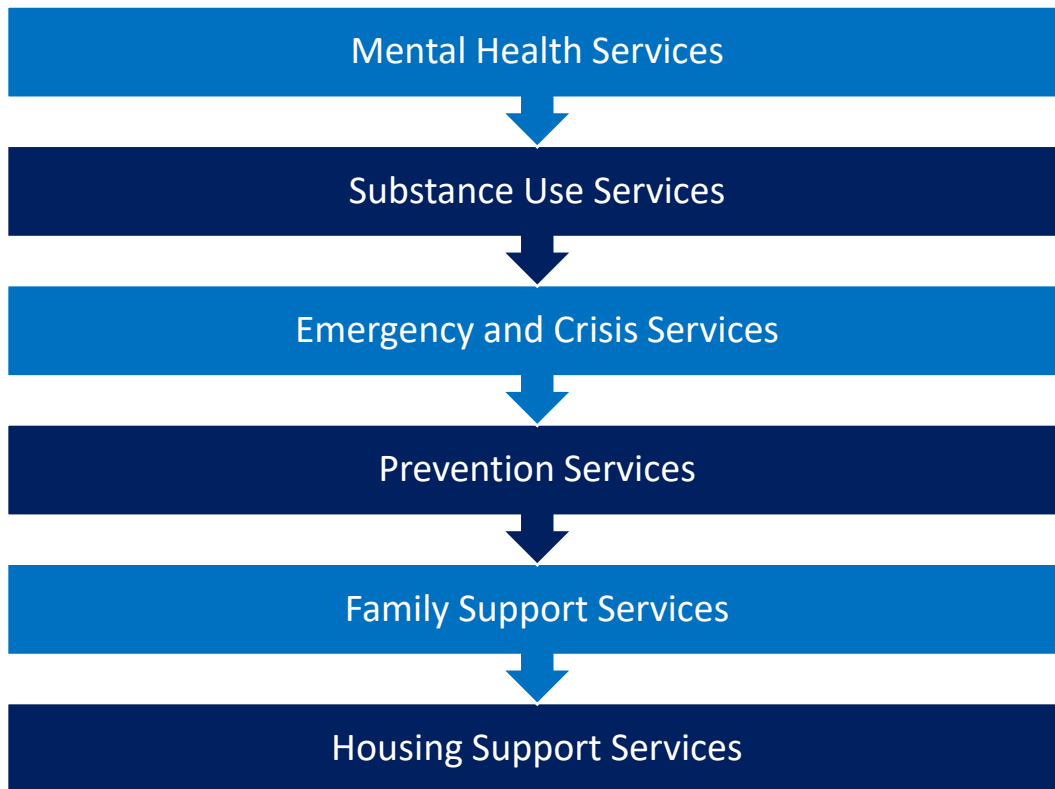 Mental Health Services
Substance Use Services
Emergency and Crisis Services
Prevention Services
Family Support Services
Housing Support Services